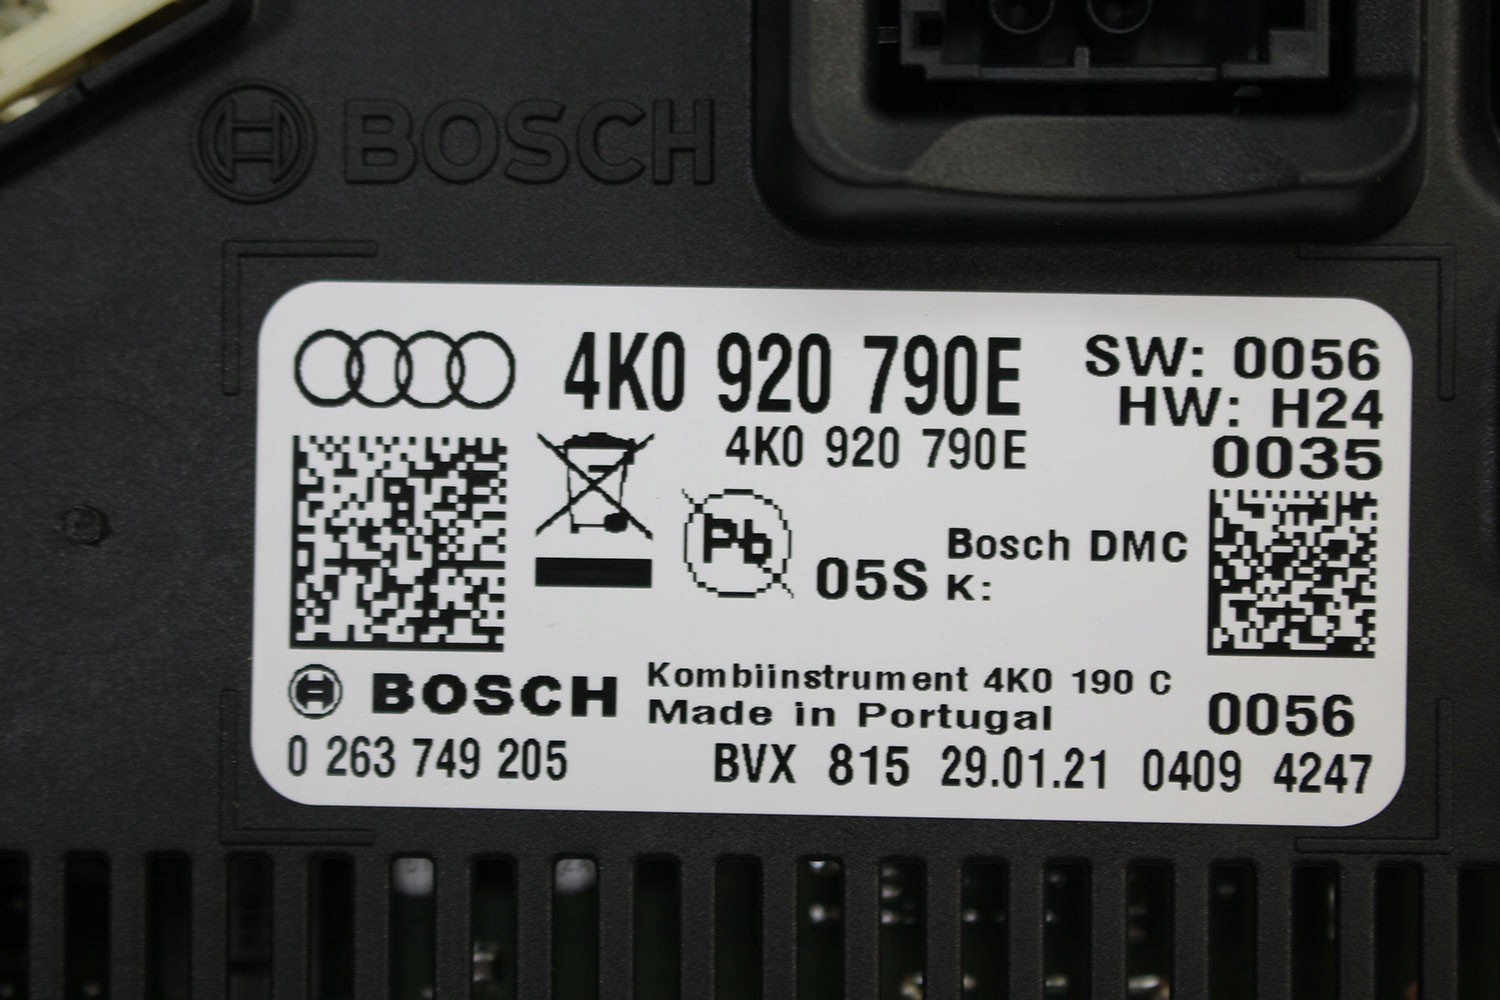 BOSCH
4K0 920 790E
SW: 0056
HW: H24
4K0 920 790E
0035
Pb
05S
Bosch DMC
K:
BOSCH
Kombiinstrument 4K0 190 C
Made in Portugal
0056
0 263 749 205
BVX 815 29.01.21 0409 4247